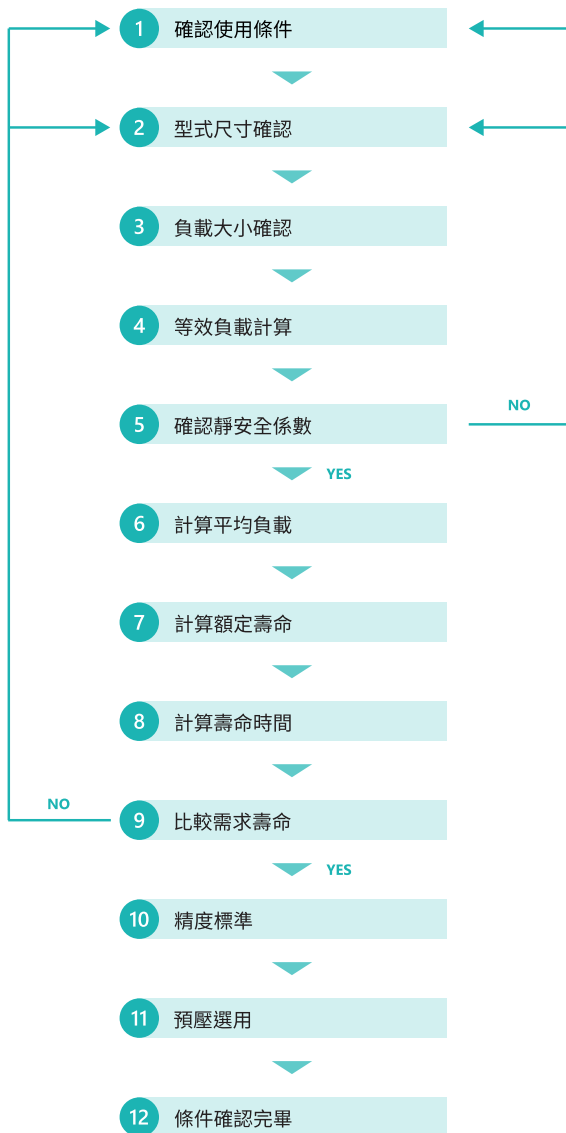 1 確認使用條件
2 型式尺寸確認
3 負載大小確認
4 等效負載計算
NO
5 確認靜安全係數
YES
6 計算平均負載
7 計算額定壽命
8 計算壽命時間
NO
9 比較需求壽命
YES
10 精度標準
11 預壓選用
12 條件確認完畢